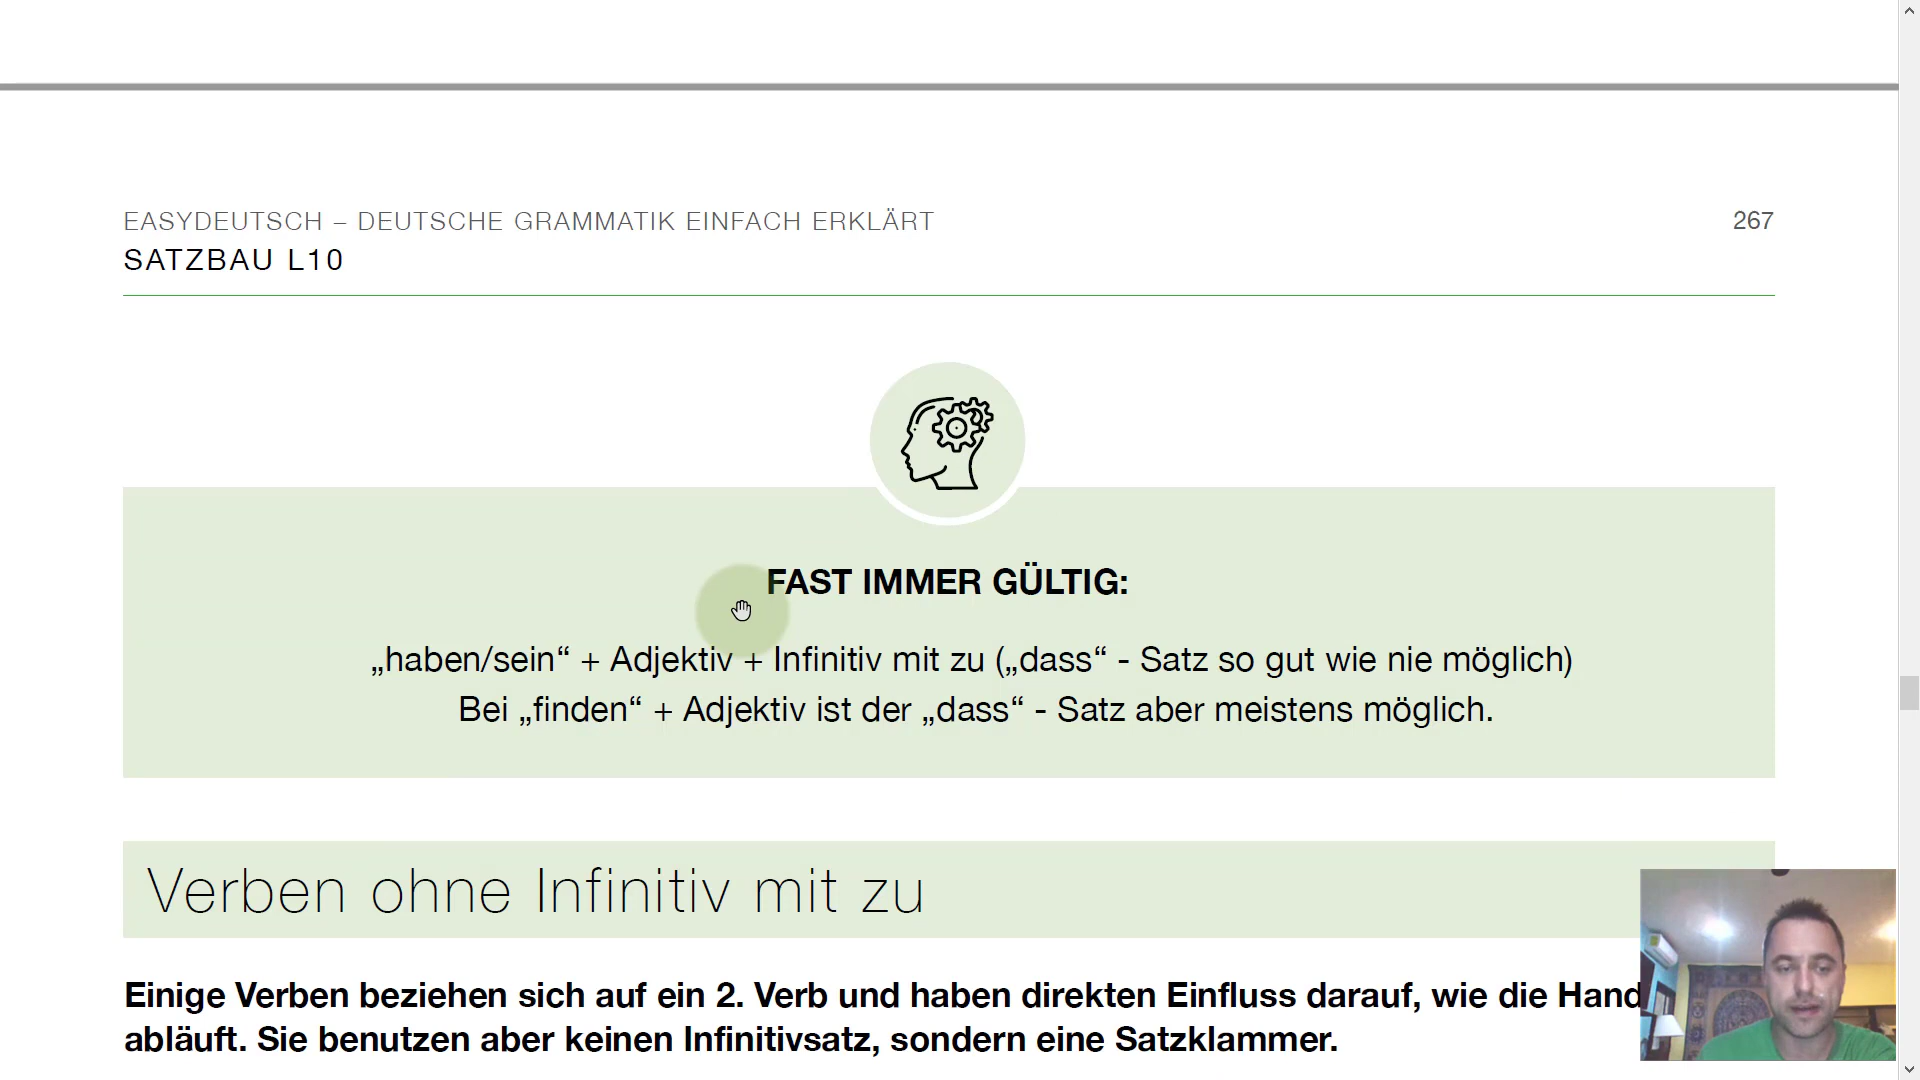 EASYDEUTSCH – DEUTSCHE GRAMMATIK EINFACH ERKLÄRT
267
SATZBAU L10
FAST IMMER GÜLTIG:
„haben/sein“ + Adjektiv + Infinitiv mit zu („dass“ - Satz so gut wie nie möglich)
Bei „finden“ + Adjektiv ist der „dass“ - Satz aber meistens möglich.
Verben ohne Infinitiv mit zu
Einige Verben beziehen sich auf ein 2. Verb und haben direkten Einfluss darauf, wie die Hand
abläuft. Sie benutzen aber keinen Infinitivsatz, sondern eine Satzklammer.